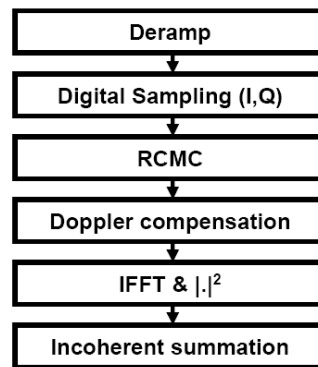 Deramp
Digital Sampling (I,Q)
RCMC
Doppler compensation
IFFT & |.|²
Incoherent summation